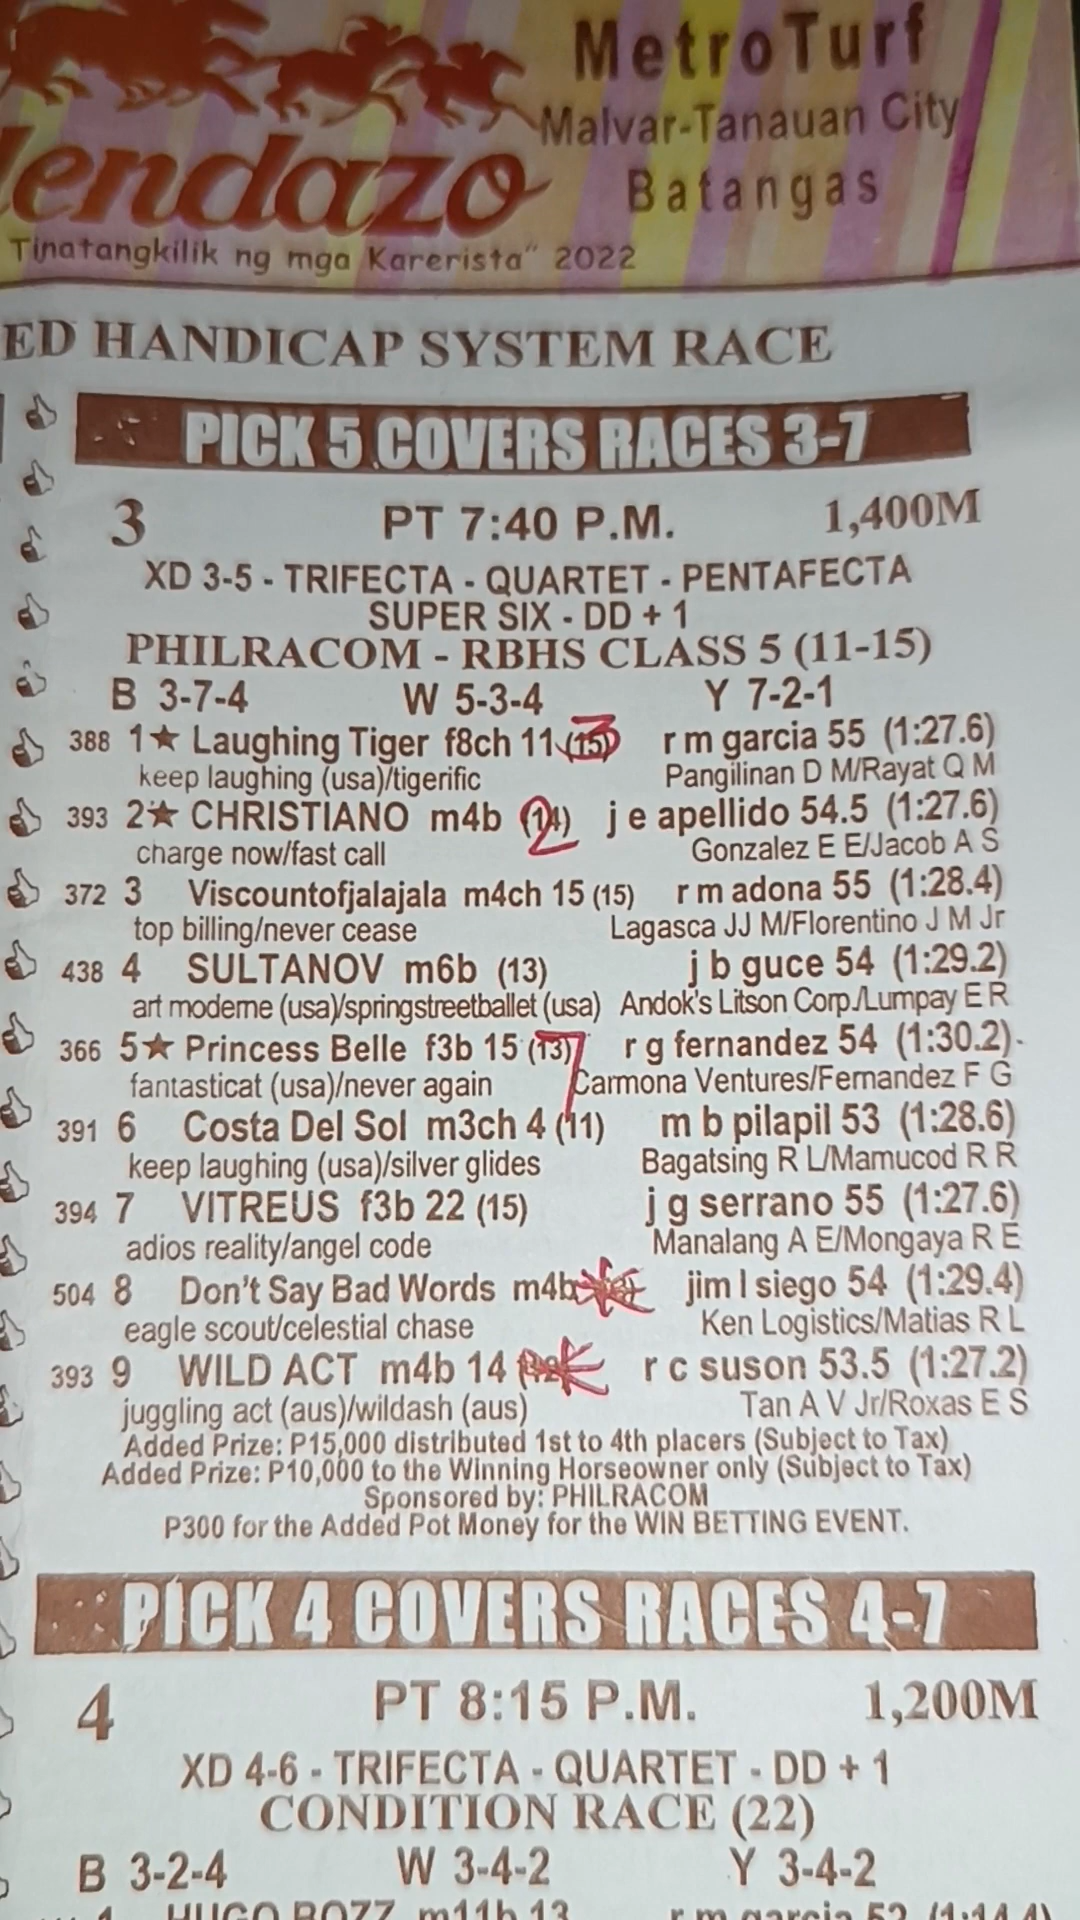 MetroTurf
Malvar-Tanauan City
Batangas
endazo
Tinatangkilik ng mga Karerista" 2022
ED HANDICAP SYSTEM RACE
PICK 5 COVERS RACES 3-7
3 PT 7:40 P.M. 1,400M
XD 3-5 - TRIFECTA - QUARTET - PENTAFECTA
SUPER SIX - DD + 1
PHILRACOM - RBHS CLASS 5 (11-15)
B 3-7-4 W 5-3-4 Y 7-2-1
388 1★ Laughing Tiger f8ch 11 (15) 3 r m garcia 55 (1:27.6)
keep laughing (usa)/tigerific Pangilinan D M/Rayat Q M
393 2★ CHRISTIANO m4b (14) 2 j e apellido 54.5 (1:27.6)
charge now/fast call Gonzalez E E/Jacob A S
372 3 Viscountofjalajala m4ch 15 (15) r m adona 55 (1:28.4)
top billing/never cease Lagasca JJ M/Florentino J M Jr
438 4 SULTANOV m6b (13) j b guce 54 (1:29.2)
art moderne (usa)/springstreetballet (usa) Andok's Litson Corp./Lumpay E R
366 5★ Princess Belle f3b 15 (13) 7 r g fernandez 54 (1:30.2)
fantasticat (usa)/never again Carmona Ventures/Fernandez F G
391 6 Costa Del Sol m3ch 4 (11) m b pilapil 53 (1:28.6)
keep laughing (usa)/silver glides Bagatsing R L/Mamucod R R
394 7 VITREUS f3b 22 (15) j g serrano 55 (1:27.6)
adios reality/angel code Manalang A E/Mongaya R E
504 8 Don't Say Bad Words m4b jim l siego 54 (1:29.4)
eagle scout/celestial chase Ken Logistics/Matias R L
393 9 WILD ACT m4b 14 r c suson 53.5 (1:27.2)
juggling act (aus)/wildash (aus) Tan A V Jr/Roxas E S
Added Prize: P15,000 distributed 1st to 4th placers (Subject to Tax)
Added Prize: P10,000 to the Winning Horseowner only (Subject to Tax)
Sponsored by: PHILRACOM
P300 for the Added Pot Money for the WIN BETTING EVENT.
PICK 4 COVERS RACES 4-7
4 PT 8:15 P.M. 1,200M
XD 4-6 - TRIFECTA - QUARTET - DD + 1
CONDITION RACE (22)
B 3-2-4 W 3-4-2 Y 3-4-2
HUGO BOZZ m11b 13 r m garcia 52